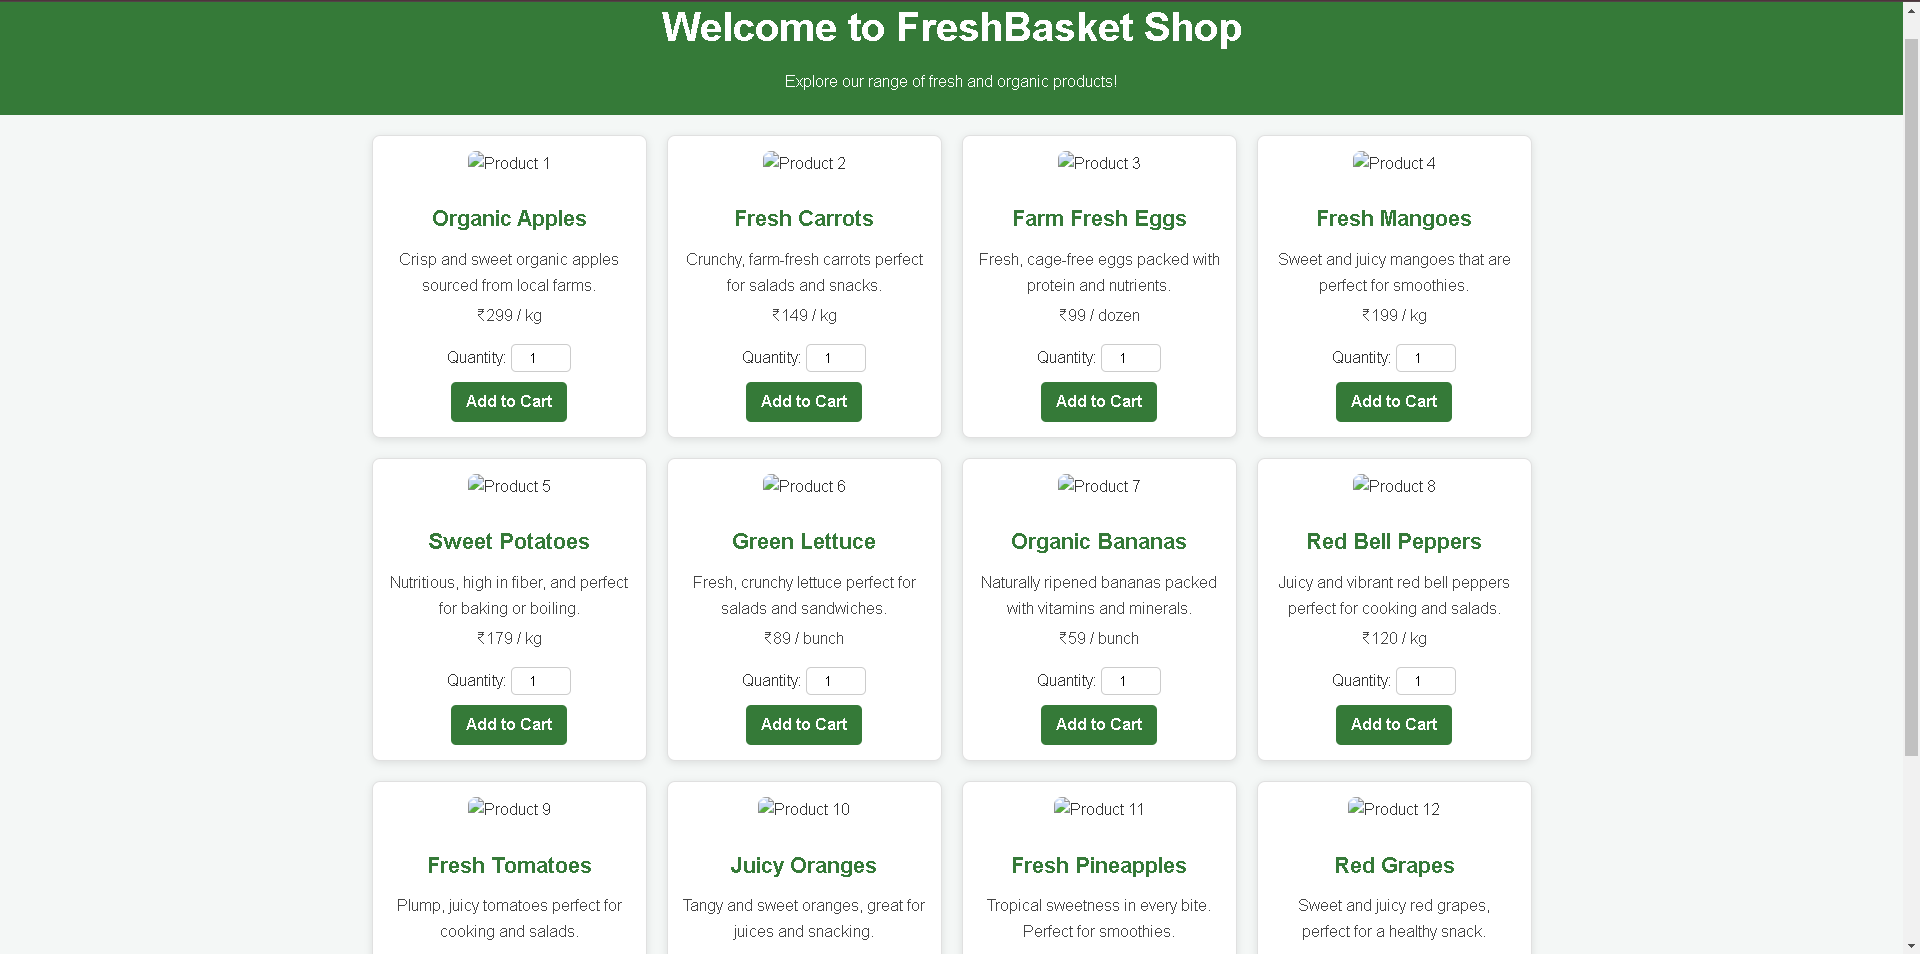 Welcome to FreshBasket Shop
Explore our range of fresh and organic products!
Product 1
Organic Apples
Crisp and sweet organic apples
sourced from local farms.
₹299 / kg
Quantity: 1
Add to Cart
Product 2
Fresh Carrots
Crunchy, farm-fresh carrots perfect
for salads and snacks.
₹149 / kg
Quantity: 1
Add to Cart
Product 3
Farm Fresh Eggs
Fresh, cage-free eggs packed with
protein and nutrients.
₹99 / dozen
Quantity: 1
Add to Cart
Product 4
Fresh Mangoes
Sweet and juicy mangoes that are
perfect for smoothies.
₹199 / kg
Quantity: 1
Add to Cart
Product 5
Sweet Potatoes
Nutritious, high in fiber, and perfect
for baking or boiling.
₹179 / kg
Quantity: 1
Add to Cart
Product 6
Green Lettuce
Fresh, crunchy lettuce perfect for
salads and sandwiches.
₹89 / bunch
Quantity: 1
Add to Cart
Product 7
Organic Bananas
Naturally ripened bananas packed
with vitamins and minerals.
₹59 / bunch
Quantity: 1
Add to Cart
Product 8
Red Bell Peppers
Juicy and vibrant red bell peppers
perfect for cooking and salads.
₹120 / kg
Quantity: 1
Add to Cart
Product 9
Fresh Tomatoes
Plump, juicy tomatoes perfect for
cooking and salads.
Product 10
Juicy Oranges
Tangy and sweet oranges, great for
juices and snacking.
Product 11
Fresh Pineapples
Tropical sweetness in every bite.
Perfect for smoothies.
Product 12
Red Grapes
Sweet and juicy red grapes,
perfect for a healthy snack.